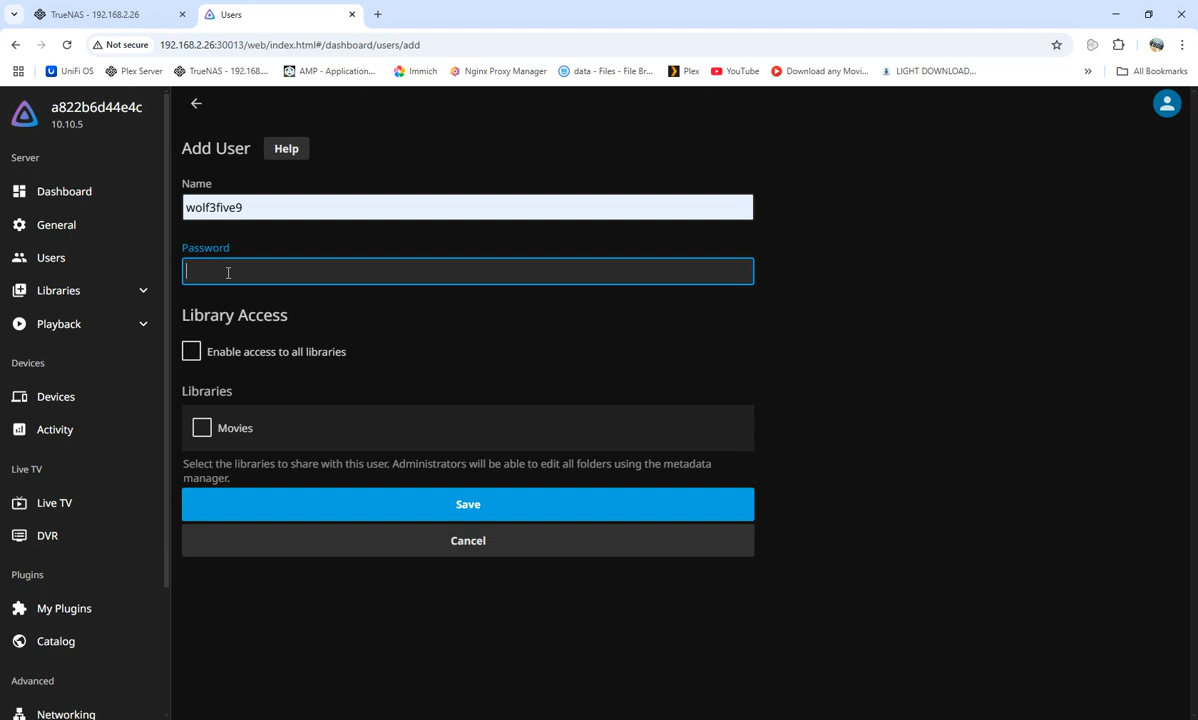 TrueNAS - 192.168.2.26
Users
Not secure
192.168.2.26:30013/web/index.html#/dashboard/users/add
UniFi OS
Plex Server
TrueNAS - 192.168....
AMP - Application...
Immich
Nginx Proxy Manager
data - Files - File Br...
Plex
YouTube
Download any Movi...
LIGHT DOWNLOAD...
All Bookmarks
a822b6d44e4c
10.10.5
Server
Dashboard
General
Users
Libraries
Playback
Devices
Devices
Activity
Live TV
Live TV
DVR
Plugins
My Plugins
Catalog
Advanced
Networking
Add User
Help
Name
wolf3five9
Password
Library Access
Enable access to all libraries
Libraries
Movies
Select the libraries to share with this user. Administrators will be able to edit all folders using the metadata
manager.
Save
Cancel